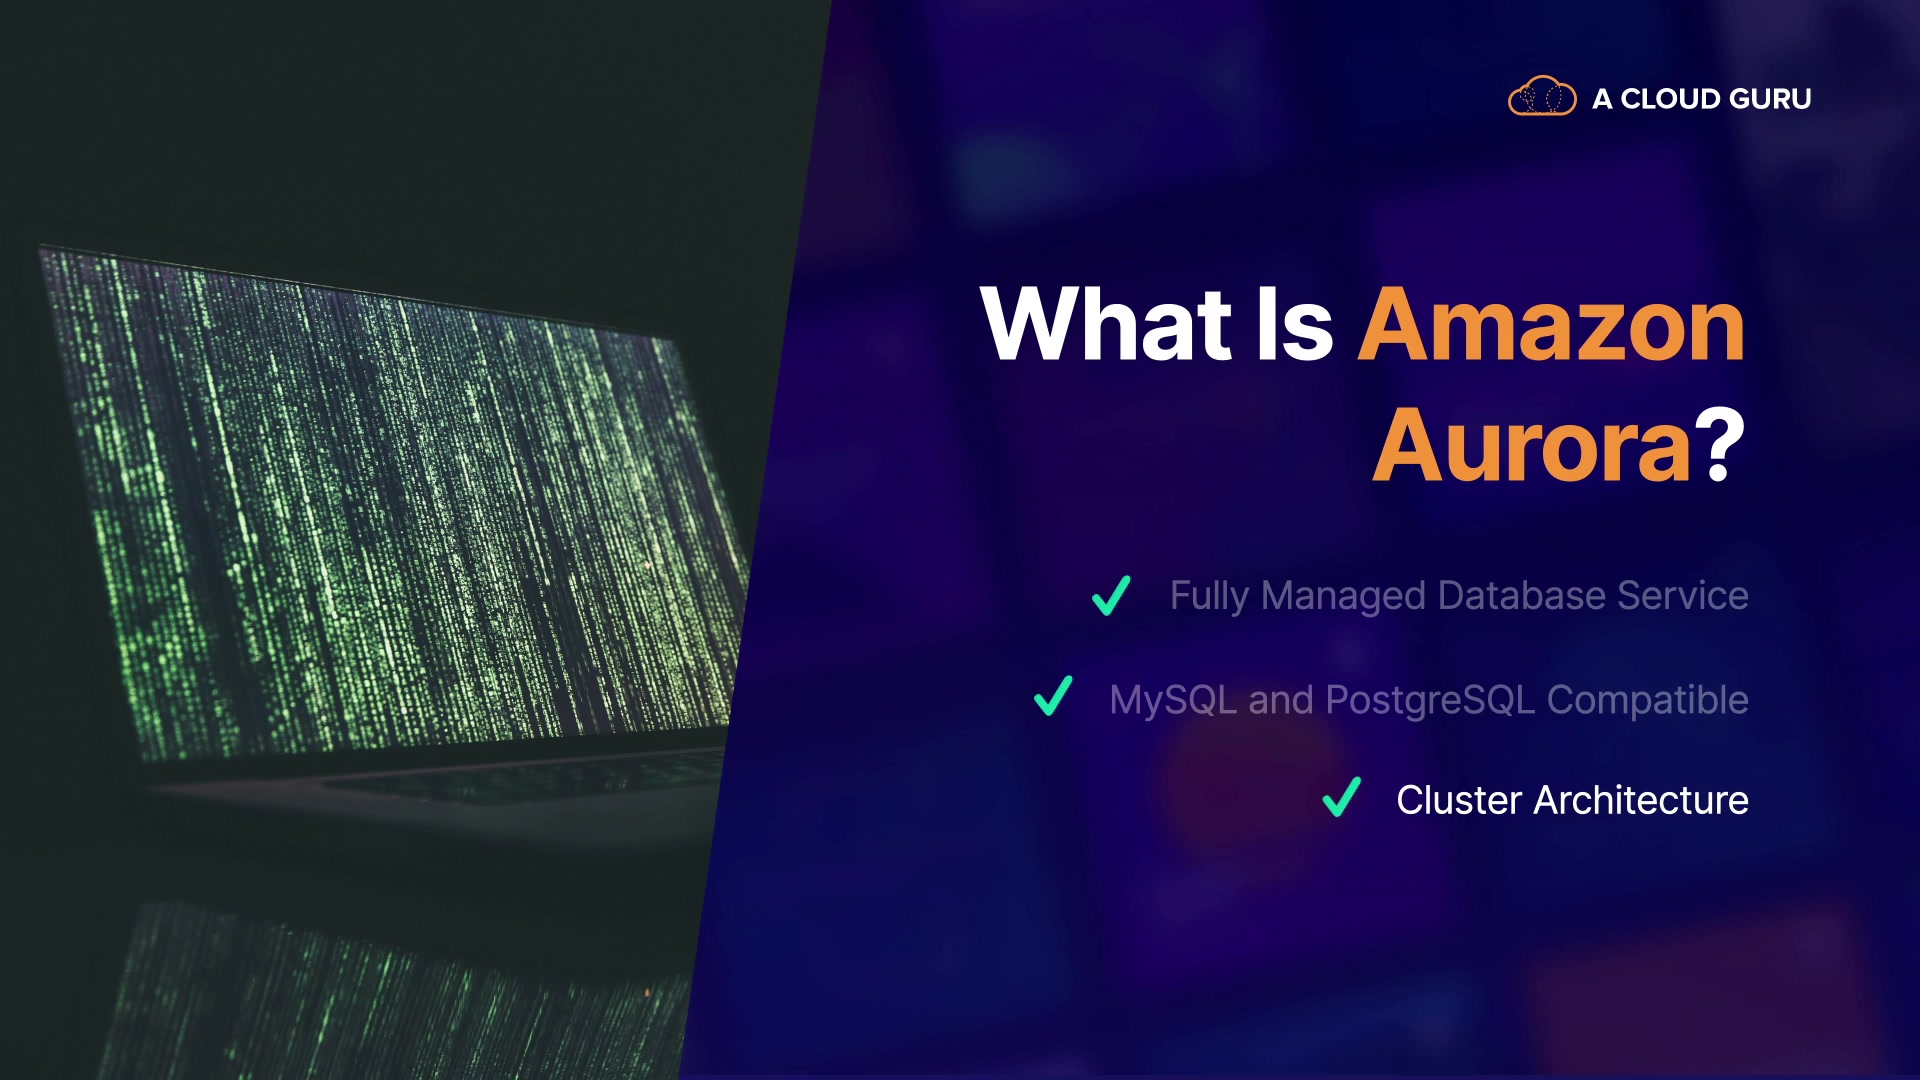 A CLOUD GURU
What Is Amazon
Aurora?
Fully Managed Database Service
MySQL and PostgreSQL Compatible
Cluster Architecture